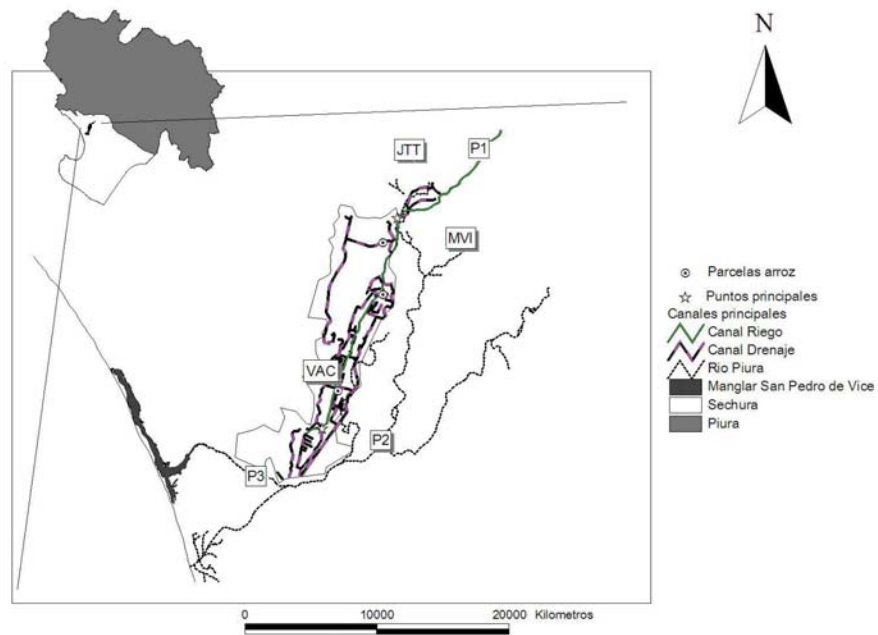 N
JTT
P1
MVI
VAC
P2
P3
Parcelas arroz
Puntos principales
Canales principales
Canal Riego
Canal Drenaje
Rio Piura
Manglar San Pedro de Vice
Sechura
Piura
0 10000 20000 Kilometros